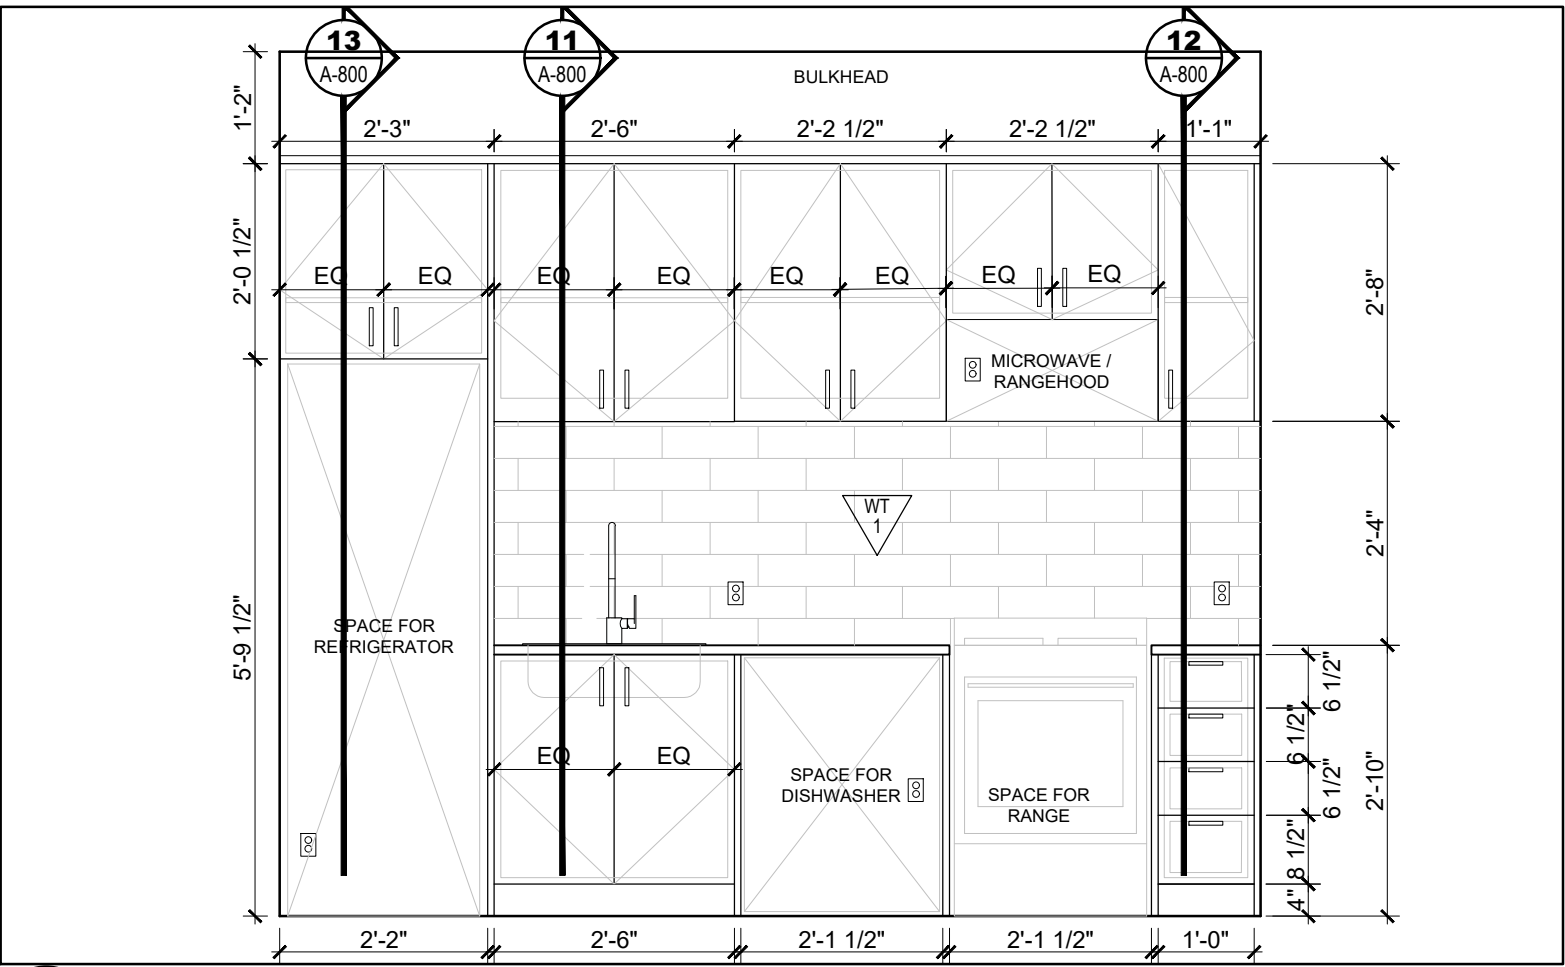 13
A-800
11
A-800
12
A-800
BULKHEAD
1'-2"
2'-3"
2'-6"
2'-2 1/2"
2'-2 1/2"
1'-1"
2'-0 1/2"
EQ
EQ
EQ
EQ
EQ
EQ
EQ
EQ
2'-8"
MICROWAVE /
RANGEHOOD
WT
1
2'-4"
5'-9 1/2"
SPACE FOR
REFRIGERATOR
EQ
EQ
SPACE FOR
DISHWASHER
SPACE FOR
RANGE
6 1/2"
6 1/2"
6 1/2"
8 1/2"
4"
2'-10"
2'-2"
2'-6"
2'-1 1/2"
2'-1 1/2"
1'-0"